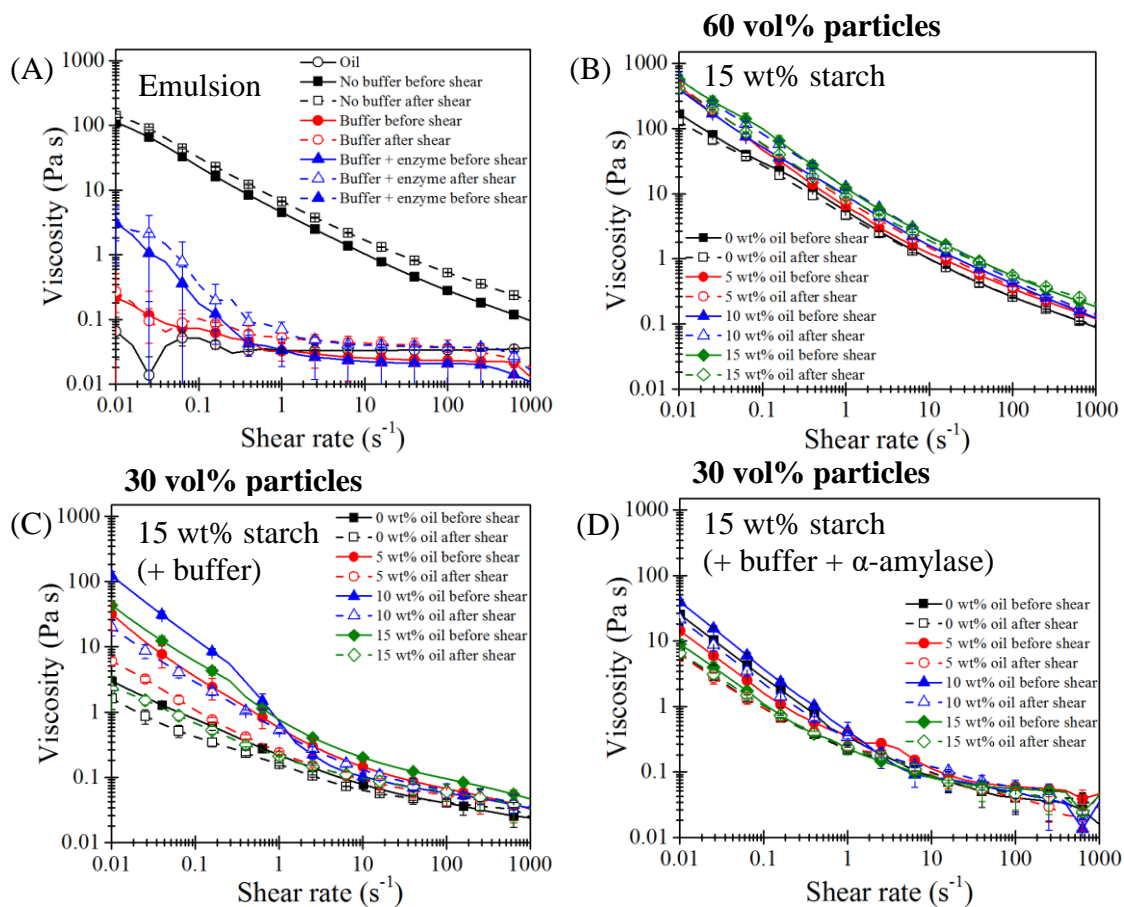 60 vol% particles
(A)
Emulsion
Viscosity (Pa s)
1000
100
10
1
0.1
0.01
Oil
No buffer before shear
No buffer after shear
Buffer before shear
Buffer after shear
Buffer + enzyme before shear
Buffer + enzyme after shear
Buffer + enzyme before shear
0.01
0.1
1
10
100
1000
Shear rate (s⁻¹)
(B)
15 wt% starch
Viscosity (Pa s)
1000
100
10
1
0.1
0.01
0 wt% oil before shear
0 wt% oil after shear
5 wt% oil before shear
5 wt% oil after shear
10 wt% oil before shear
10 wt% oil after shear
15 wt% oil before shear
15 wt% oil after shear
0.01
0.1
1
10
100
1000
Shear rate (s⁻¹)
30 vol% particles
(C)
15 wt% starch
(+ buffer)
Viscosity (Pa s)
1000
100
10
1
0.1
0.01
0 wt% oil before shear
0 wt% oil after shear
5 wt% oil before shear
5 wt% oil after shear
10 wt% oil before shear
10 wt% oil after shear
15 wt% oil before shear
15 wt% oil after shear
0.01
0.1
1
10
100
1000
Shear rate (s⁻¹)
30 vol% particles
(D)
15 wt% starch
(+ buffer + α-amylase)
Viscosity (Pa s)
1000
100
10
1
0.1
0.01
0 wt% oil before shear
0 wt% oil after shear
5 wt% oil before shear
5 wt% oil after shear
10 wt% oil before shear
10 wt% oil after shear
15 wt% oil before shear
15 wt% oil after shear
0.01
0.1
1
10
100
1000
Shear rate (s⁻¹)